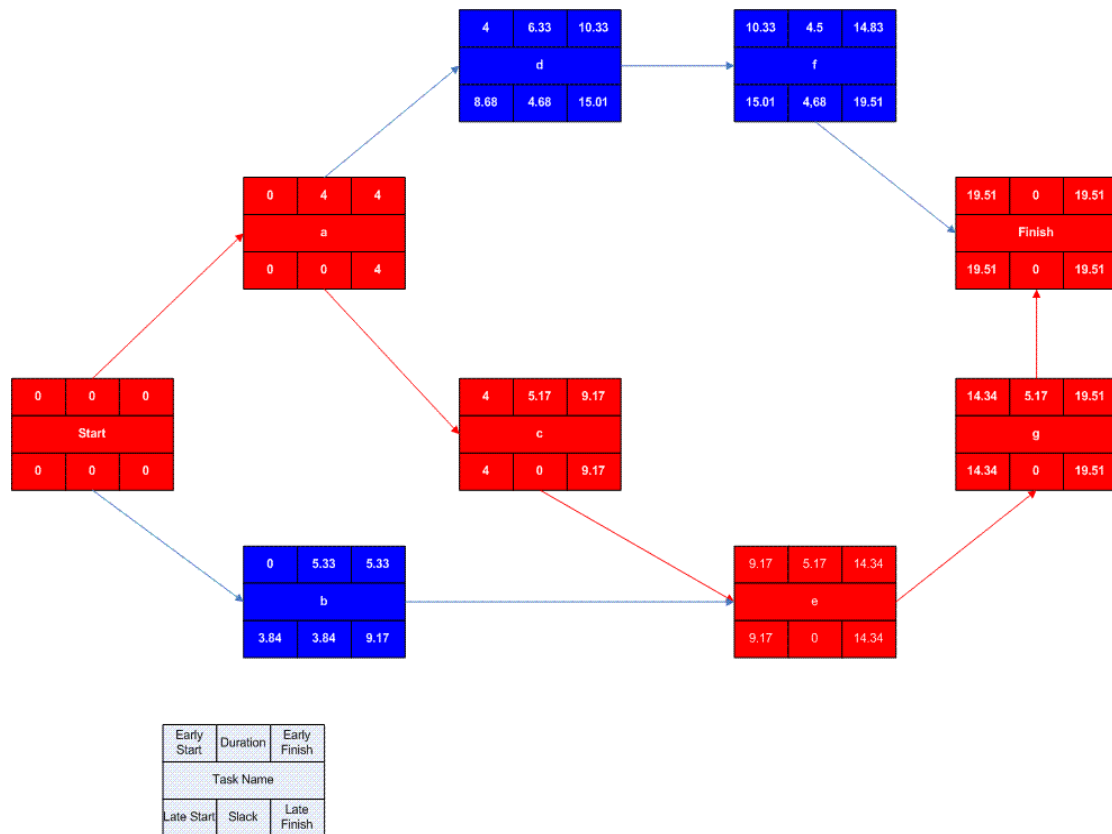 4 6.33 10.33
d
8.68 4.68 15.01
10.33 4.5 14.83
f
15.01 4,68 19.51
0 4 4
a
0 0 4
19.51 0 19.51
Finish
19.51 0 19.51
0 0 0
Start
0 0 0
4 5.17 9.17
c
4 0 9.17
14.34 5.17 19.51
g
14.34 0 19.51
0 5.33 5.33
b
3.84 3.84 9.17
9.17 5.17 14.34
e
9.17 0 14.34
Early Start
Duration
Early Finish
Task Name
Late Start
Slack
Late Finish